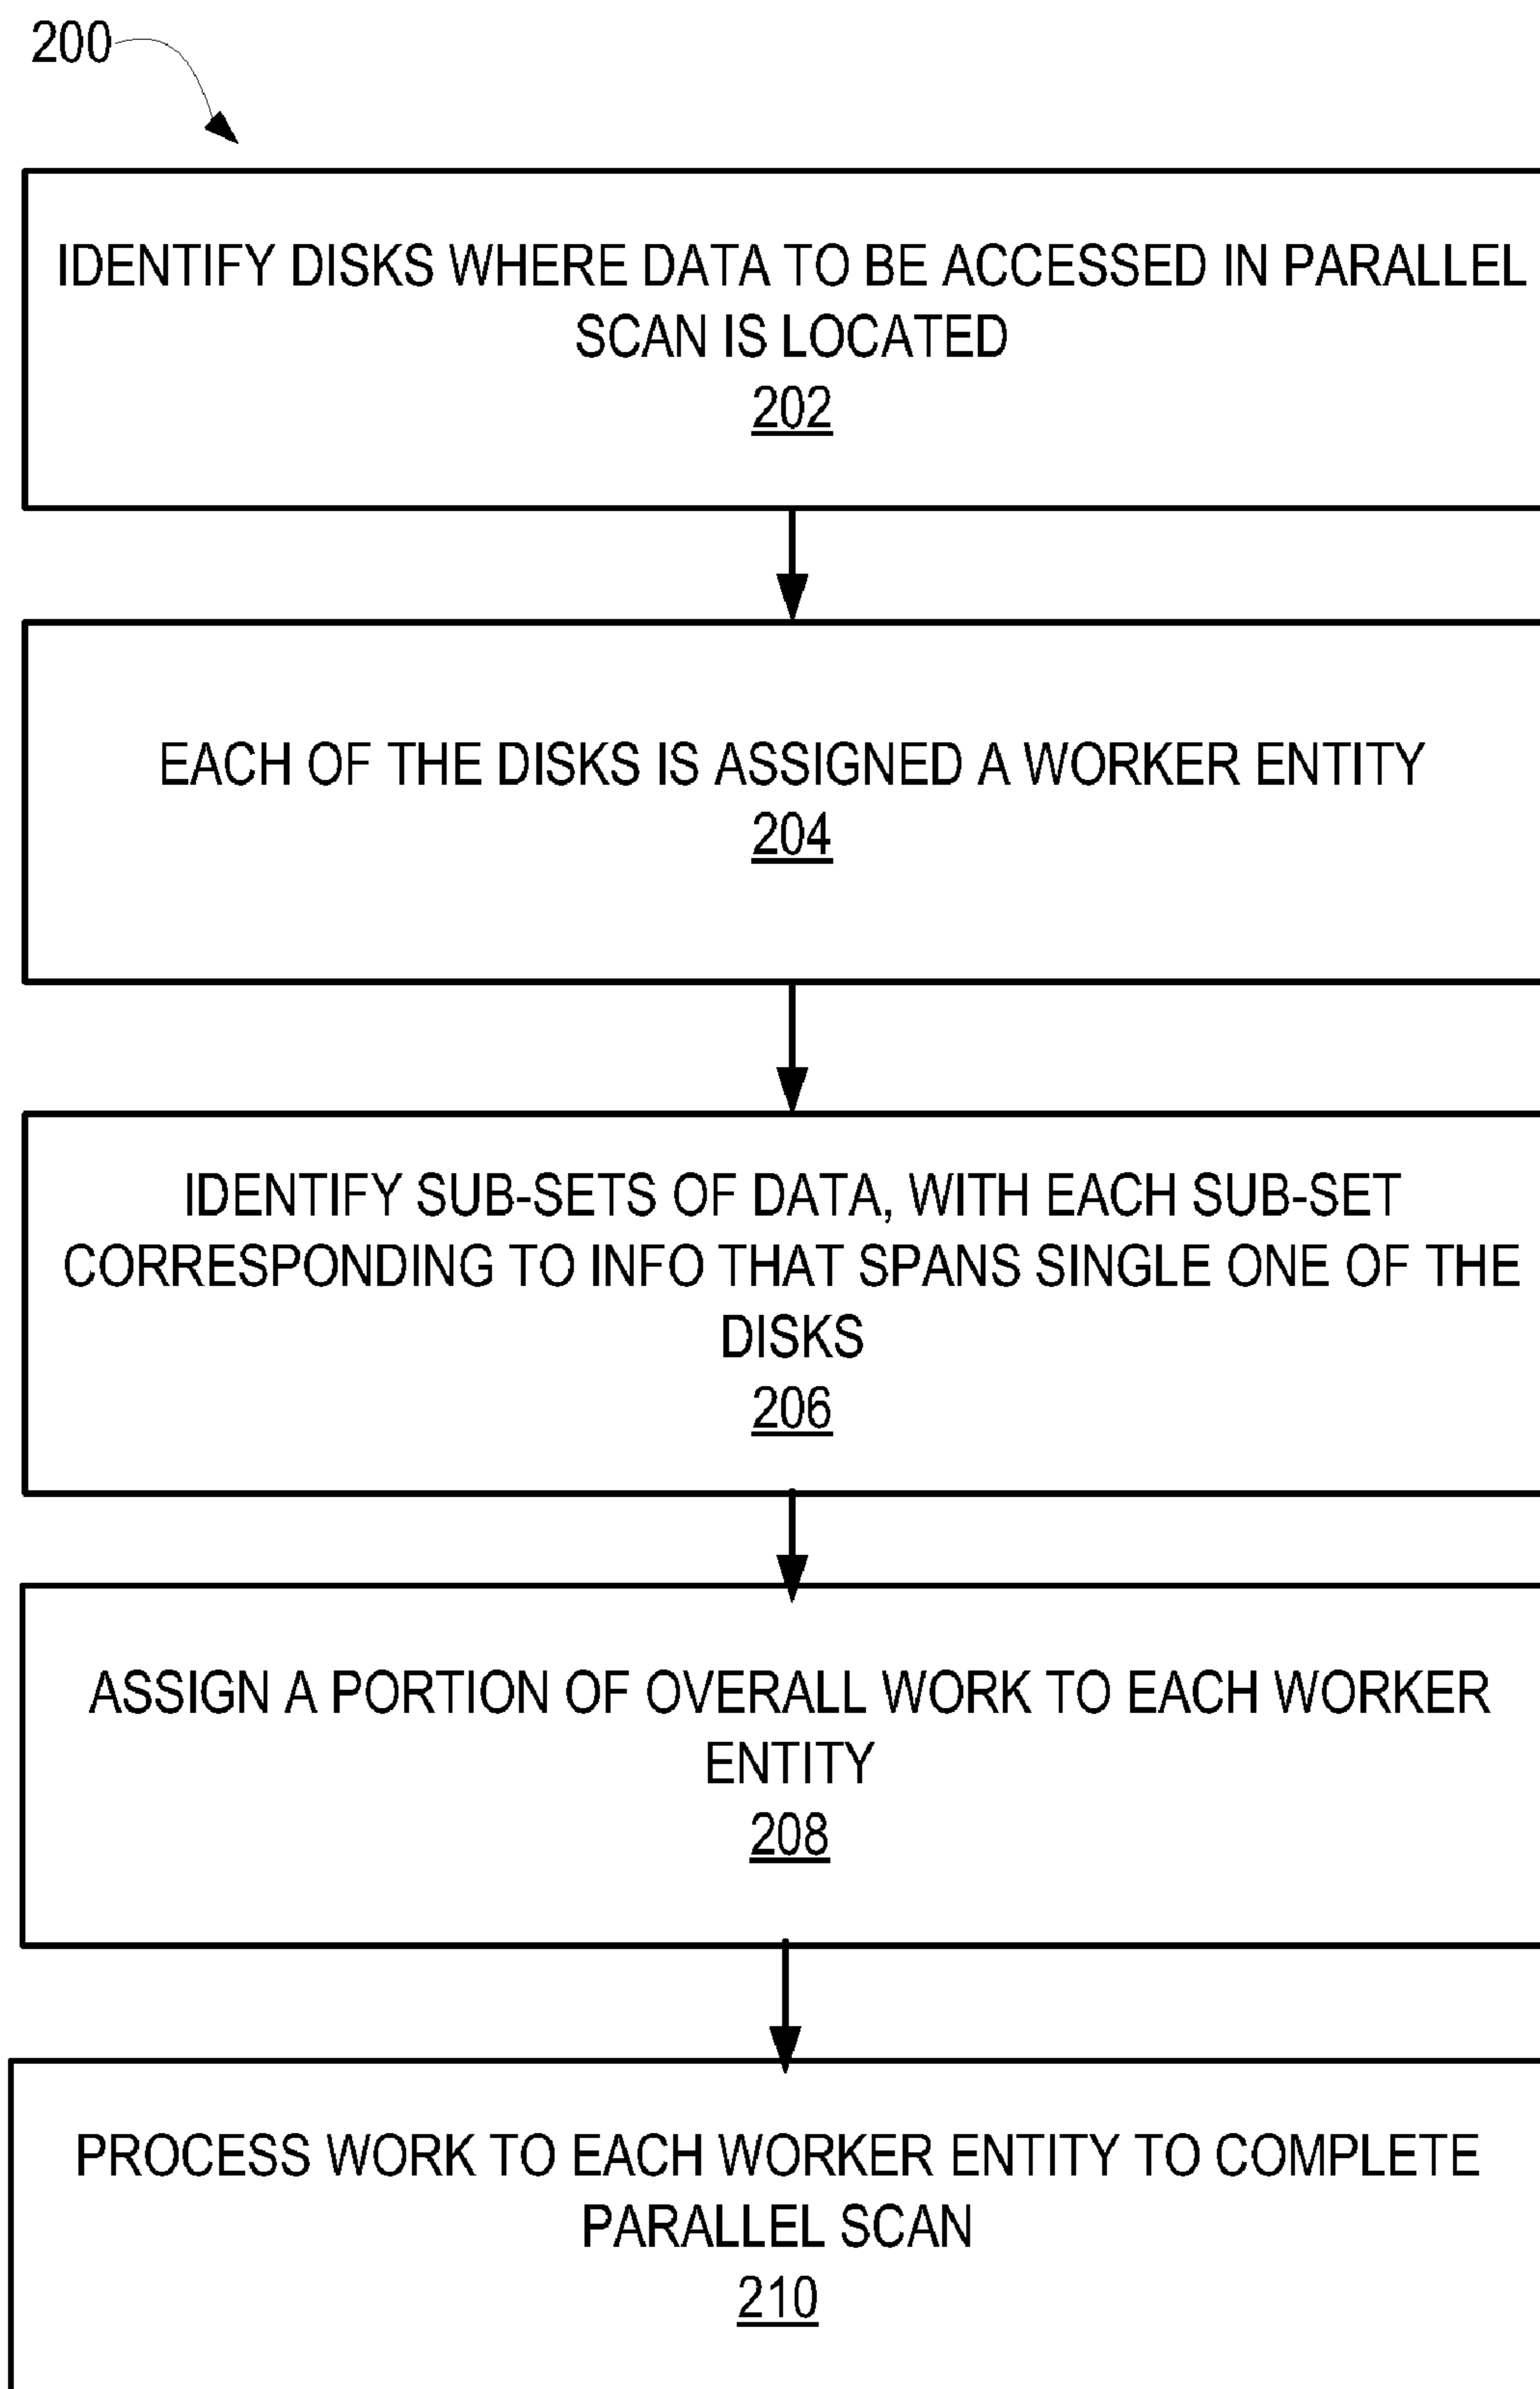 200
IDENTIFY DISKS WHERE DATA TO BE ACCESSED IN PARALLEL
SCAN IS LOCATED
202
EACH OF THE DISKS IS ASSIGNED A WORKER ENTITY
204
IDENTIFY SUB-SETS OF DATA, WITH EACH SUB-SET
CORRESPONDING TO INFO THAT SPANS SINGLE ONE OF THE
DISKS
206
ASSIGN A PORTION OF OVERALL WORK TO EACH WORKER
ENTITY
208
PROCESS WORK TO EACH WORKER ENTITY TO COMPLETE
PARALLEL SCAN
210